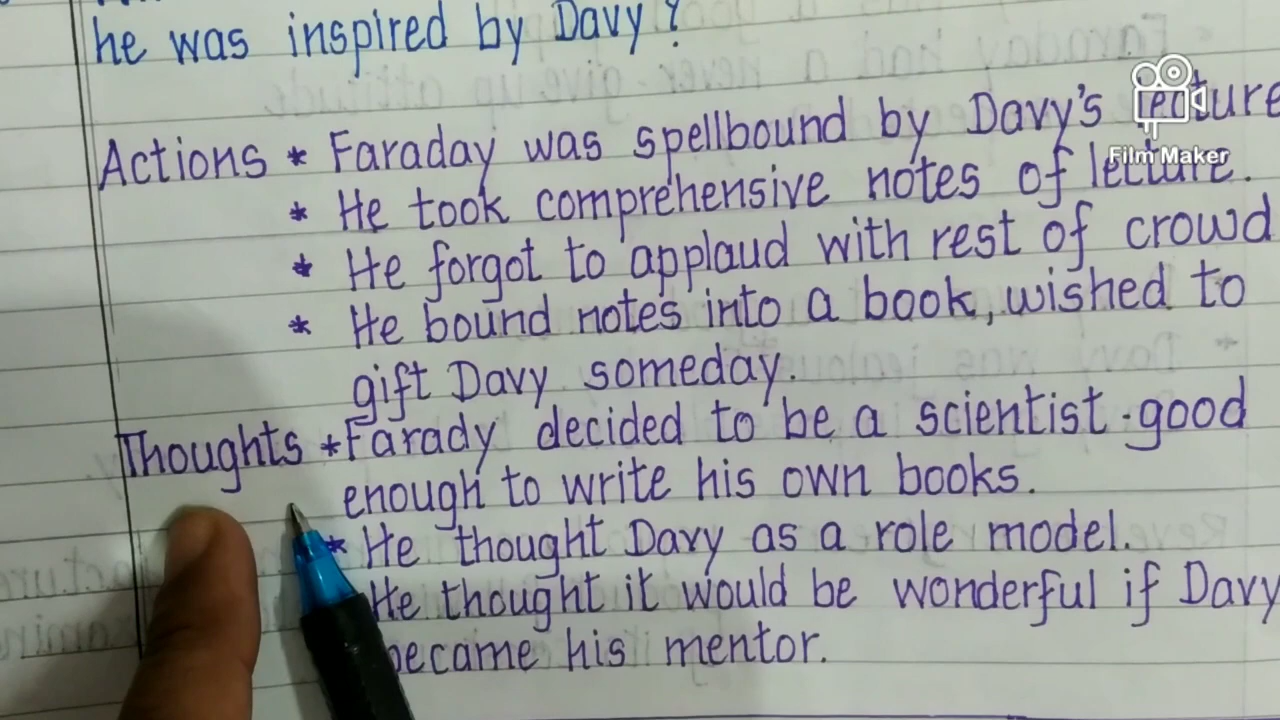 he was inspired by Davy?
Actions * Faraday was spellbound by Davy's lecture
Film Maker
* He took comprehensive notes of lecture.
* He forgot to applaud with rest of crowd
* He bound notes into a book, wished to
gift Davy someday.
Thoughts * Farady decided to be a scientist - good
enough to write his own books.
* He thought Davy as a role model.
He thought it would be wonderful if Davy
became his mentor.